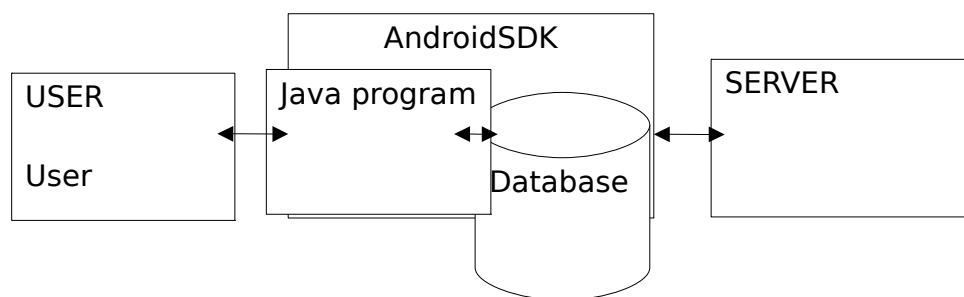 AndroidSDK
USER
User
Java program
Database
SERVER